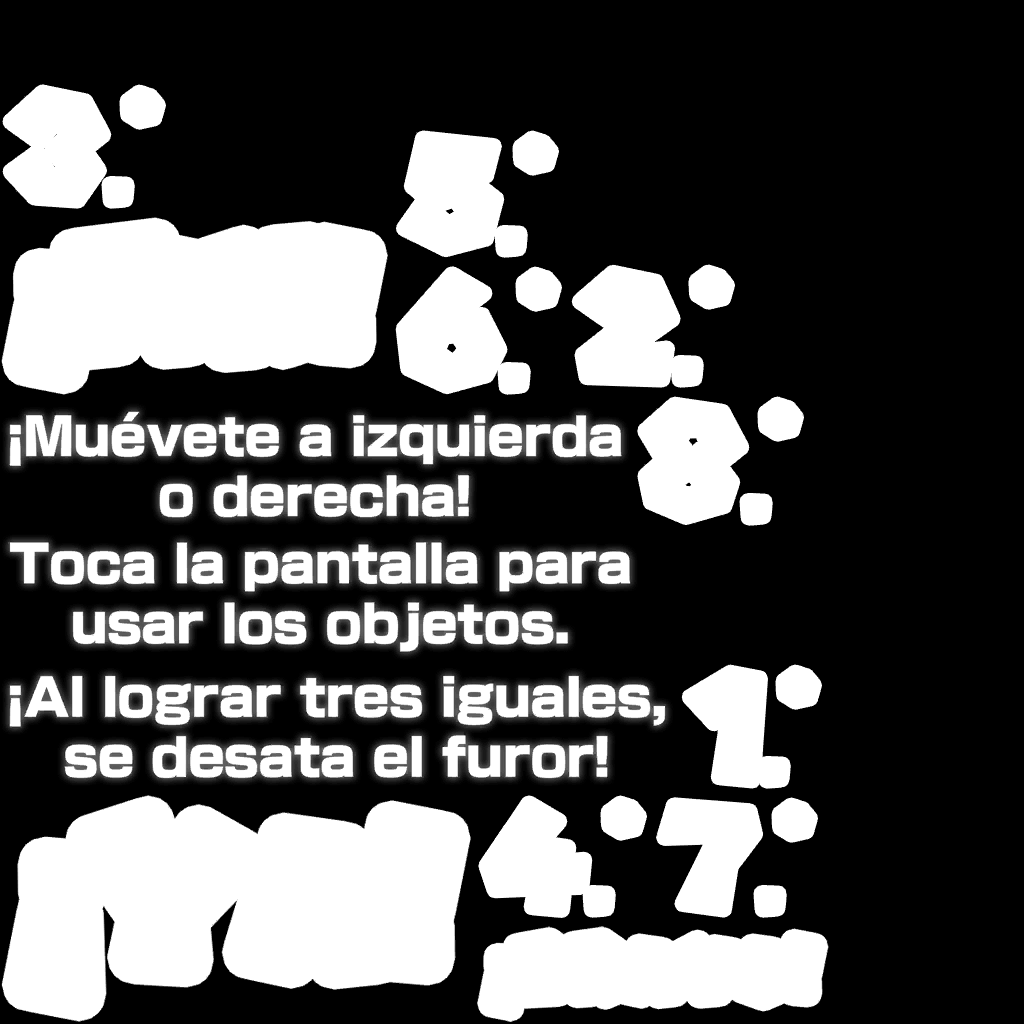 3.º
5.º
6.º
2.º
¡Muévete a izquierda
o derecha!
8.º
Toca la pantalla para
usar los objetos.
¡Al lograr tres iguales,
se desata el furor!
1.º
4.º
7.º